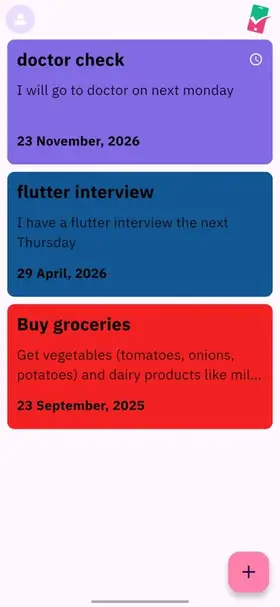 doctor check
I will go to doctor on next monday
23 November, 2026
flutter interview
I have a flutter interview the next
Thursday
29 April, 2026
Buy groceries
Get vegetables (tomatoes, onions,
potatoes) and dairy products like mil...
23 September, 2025